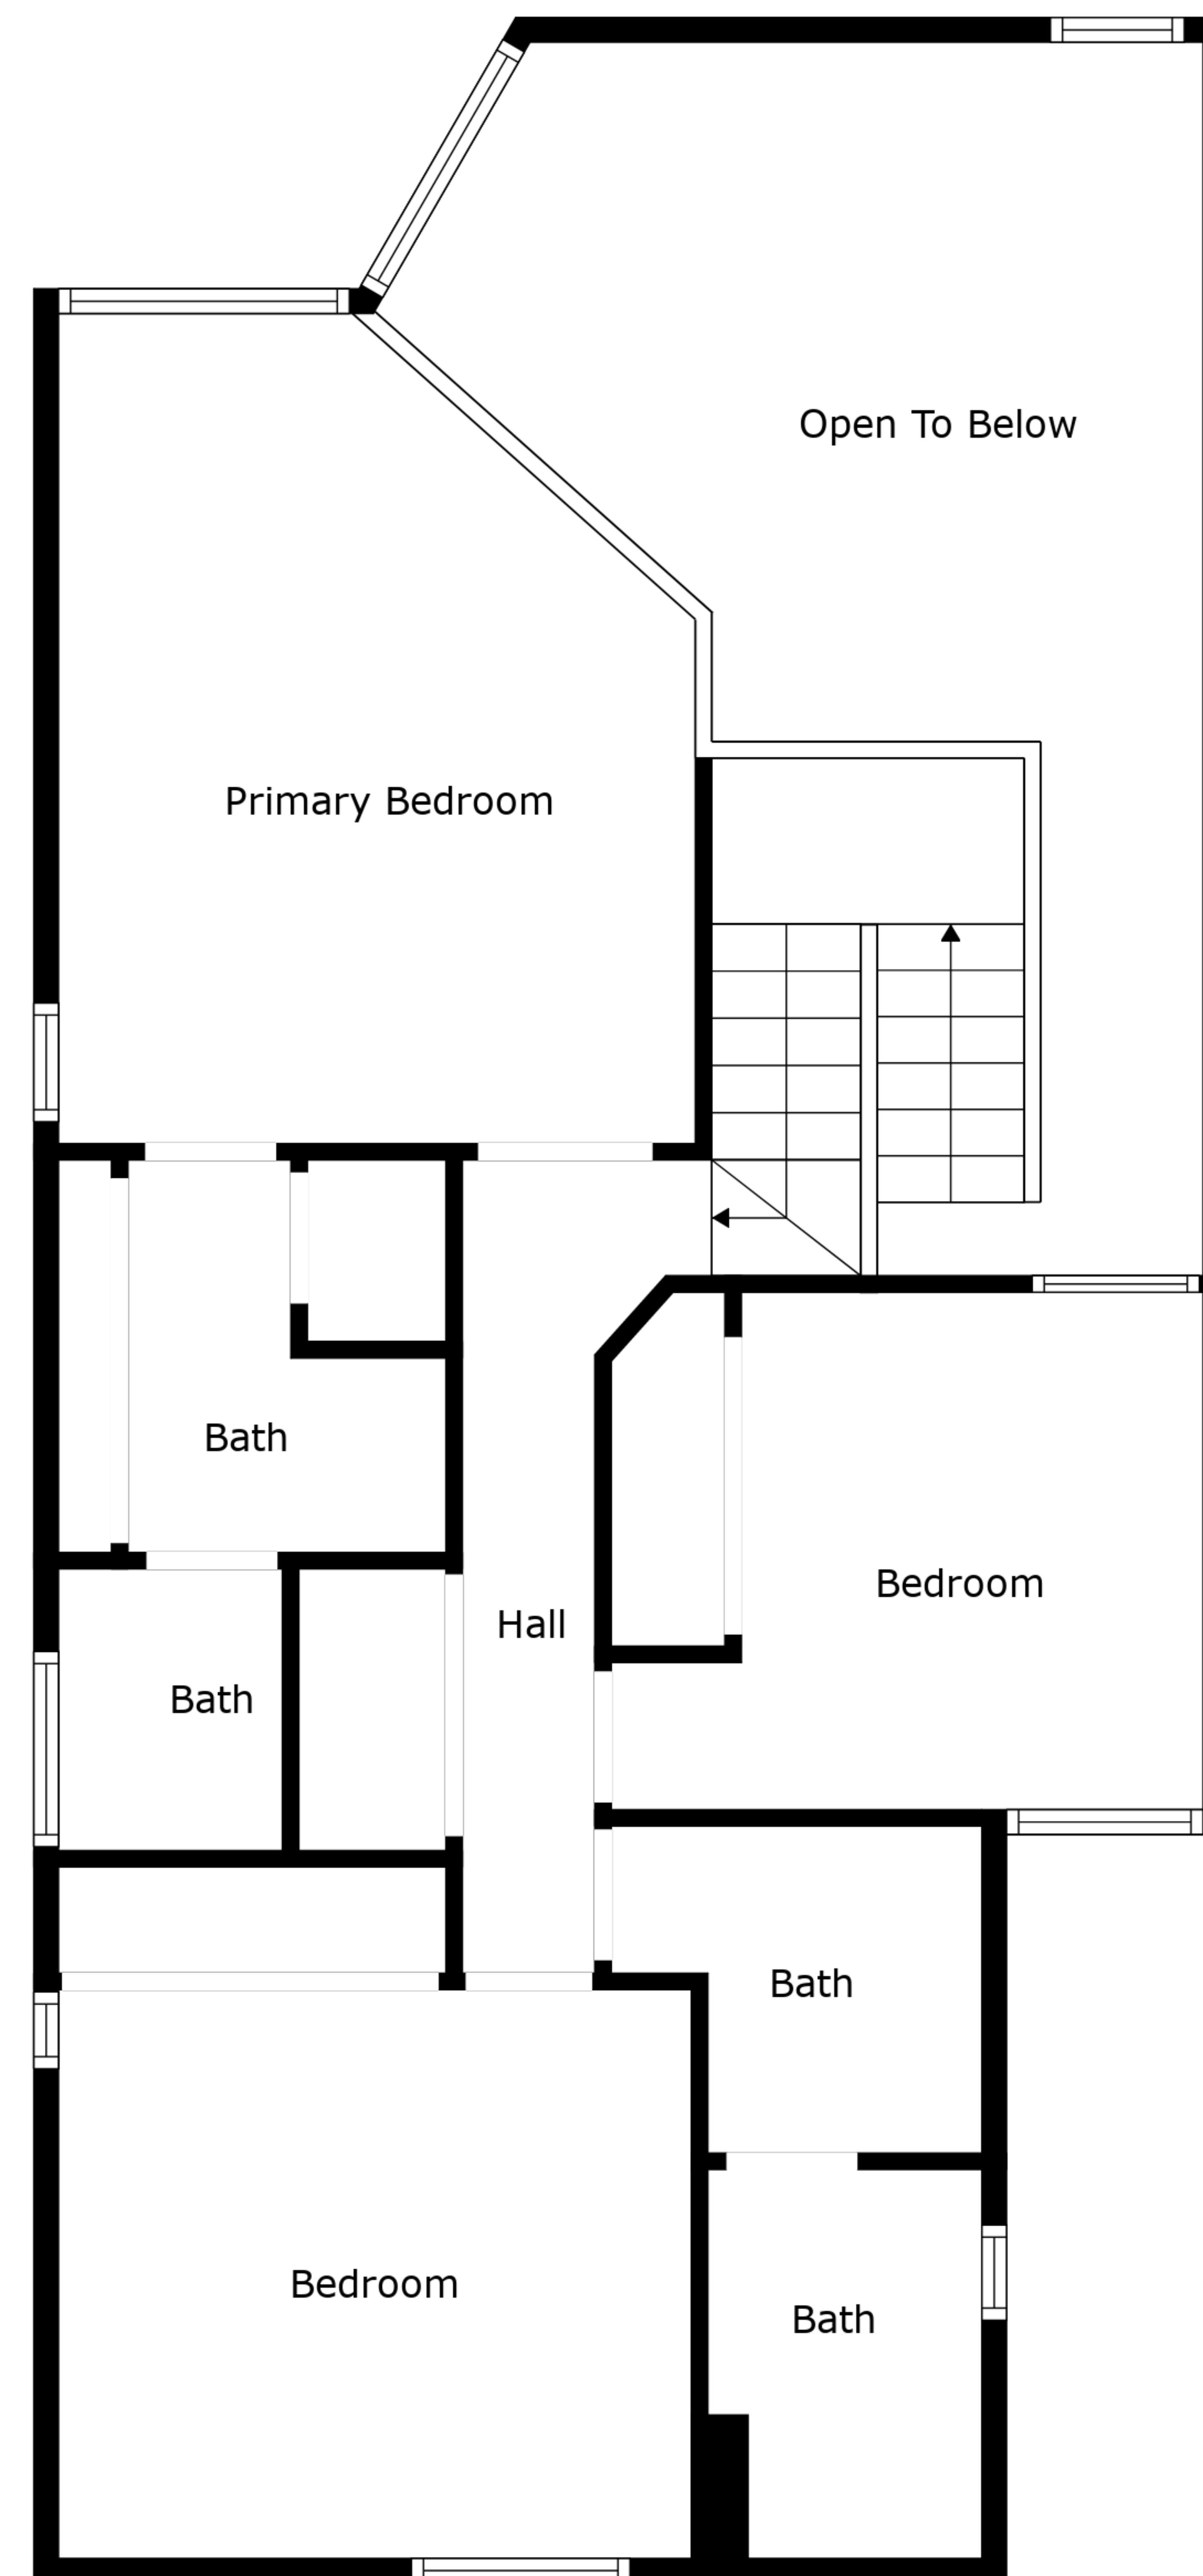 Open To Below
Primary Bedroom
Bath
Bedroom
Hall
Bath
Bath
Bedroom
Bath